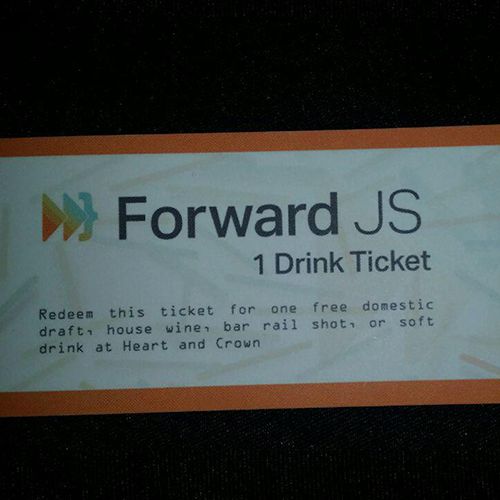 Forward JS
1 Drink Ticket
Redeem this ticket for one free domestic
draft, house wine, bar rail shot, or soft
drink at Heart and Crown